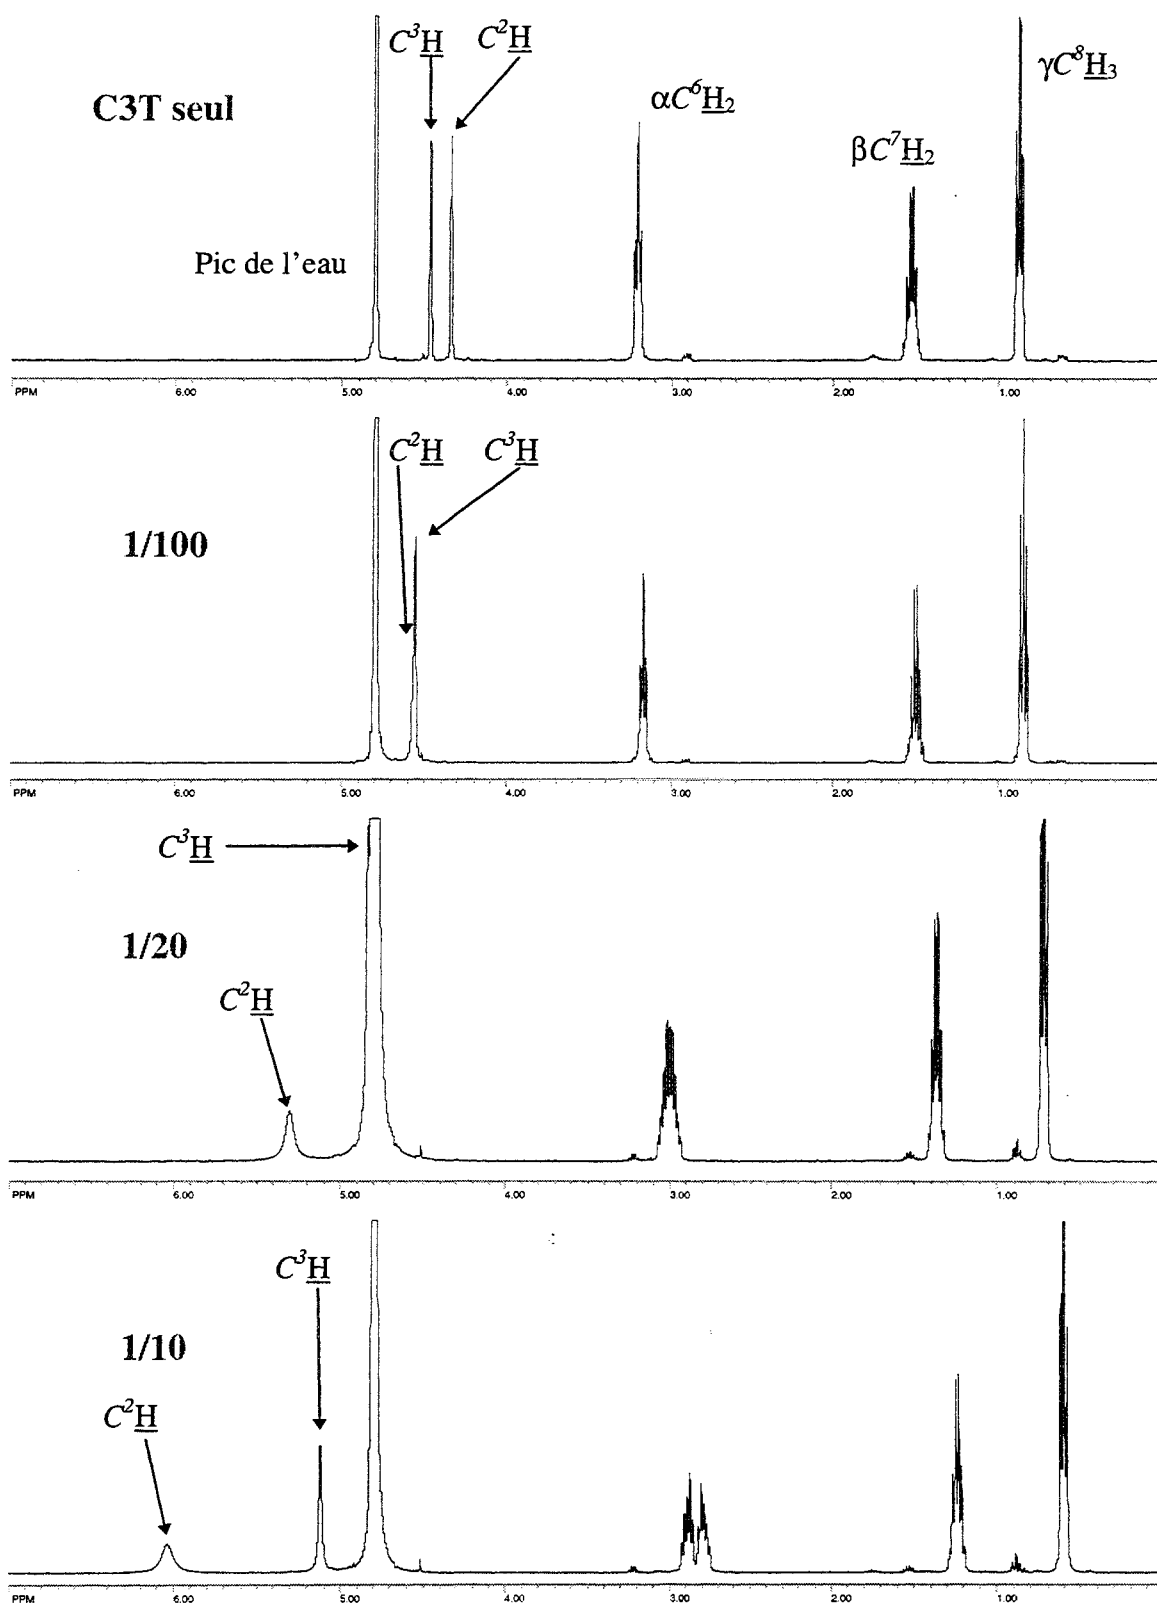 C³H C²H
γC⁸H₃
αC⁶H₂
C3T seul
βC⁷H₂
Pic de l'eau
PPM 6.00 5.00 4.00 3.00 2.00 1.00
C²H C³H
1/100
PPM 6.00 5.00 4.00 3.00 2.00 1.00
C³H
1/20
C²H
PPM 6.00 5.00 4.00 3.00 2.00 1.00
C³H
1/10
C²H
PPM 6.00 5.00 4.00 3.00 2.00 1.00